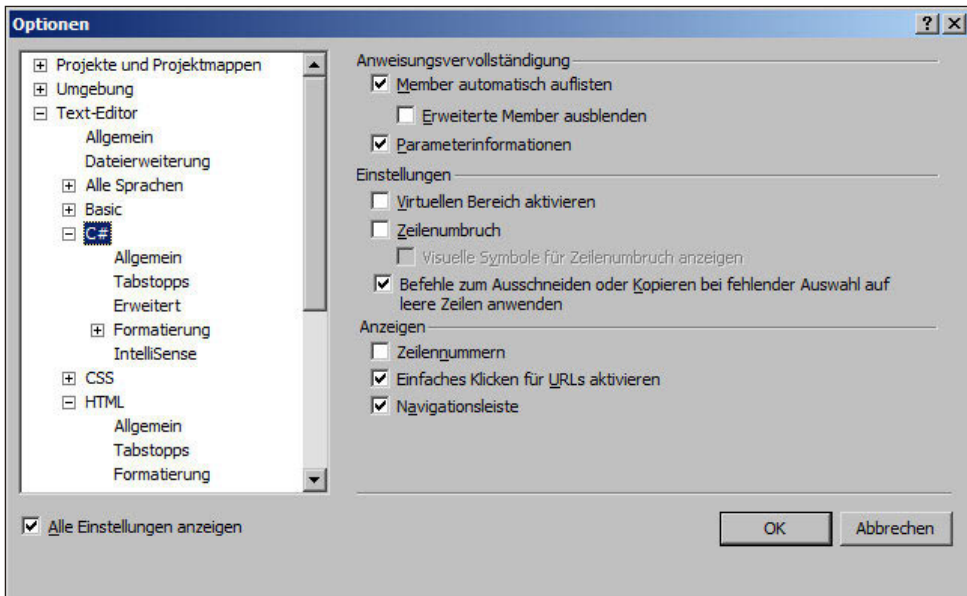 Optionen
Projekte und Projektmappen
Umgebung
Text-Editor
Allgemein
Dateierweiterung
Alle Sprachen
Basic
C#
Allgemein
Tabstopps
Erweitert
Formatierung
IntelliSense
CSS
HTML
Allgemein
Tabstopps
Formatierung
Anweisungsvervollständigung
Member automatisch auflisten
Erweiterte Member ausblenden
Parameterinformationen
Einstellungen
Virtuellen Bereich aktivieren
Zeilenumbruch
Visuelle Symbole für Zeilenumbruch anzeigen
Befehle zum Ausschneiden oder Kopieren bei fehlender Auswahl auf
leere Zeilen anwenden
Anzeigen
Zeilennummern
Einfaches Klicken für URLs aktivieren
Navigationsleiste
Alle Einstellungen anzeigen
OK
Abbrechen